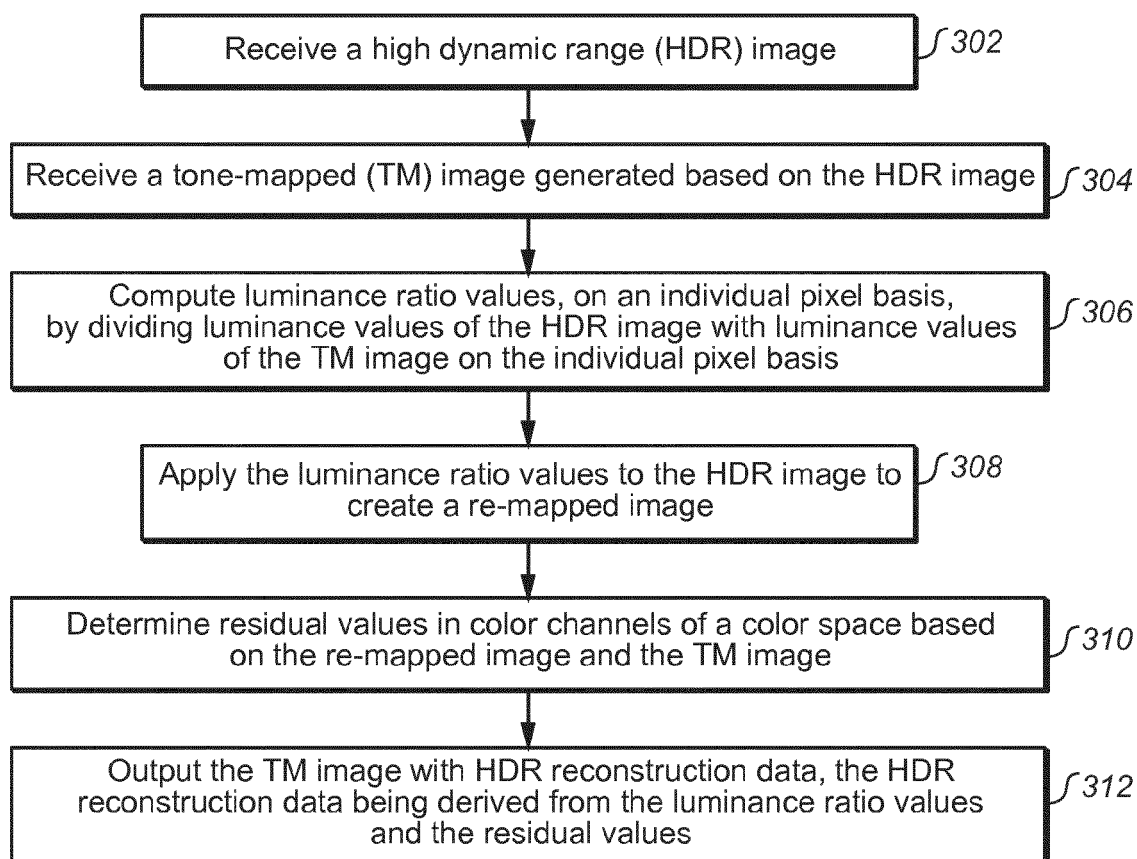 Receive a high dynamic range (HDR) image
302
Receive a tone-mapped (TM) image generated based on the HDR image
304
Compute luminance ratio values, on an individual pixel basis,
by dividing luminance values of the HDR image with luminance values
of the TM image on the individual pixel basis
306
Apply the luminance ratio values to the HDR image to
create a re-mapped image
308
Determine residual values in color channels of a color space based
on the re-mapped image and the TM image
310
Output the TM image with HDR reconstruction data, the HDR
reconstruction data being derived from the luminance ratio values
and the residual values
312